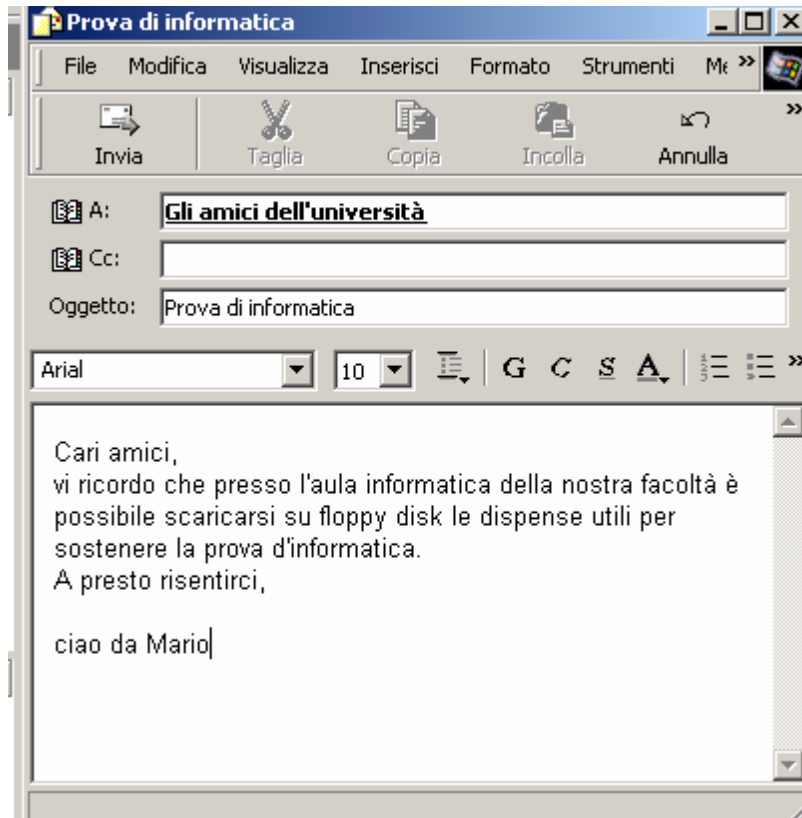 Prova di informatica
File Modifica Visualizza Inserisci Formato Strumenti Me »
Invia Taglia Copia Incolla Annulla »
A: Gli amici dell'università
Cc:
Oggetto: Prova di informatica
Arial 10 G C S A »
Cari amici,
vi ricordo che presso l'aula informatica della nostra facoltà è
possibile scaricarsi su floppy disk le dispense utili per
sostenere la prova d'informatica.
A presto risentirci,
ciao da Mario